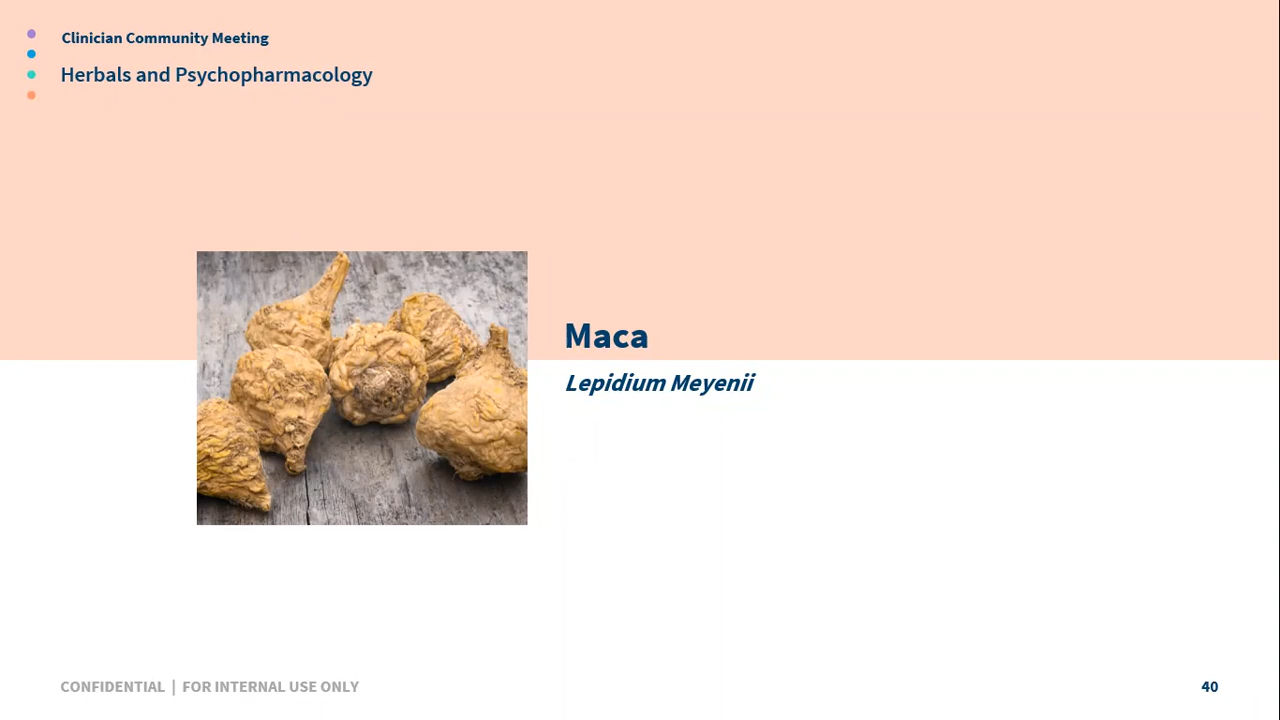 Clinician Community Meeting
Herbals and Psychopharmacology
Maca
Lepidium Meyenii
CONFIDENTIAL | FOR INTERNAL USE ONLY
40